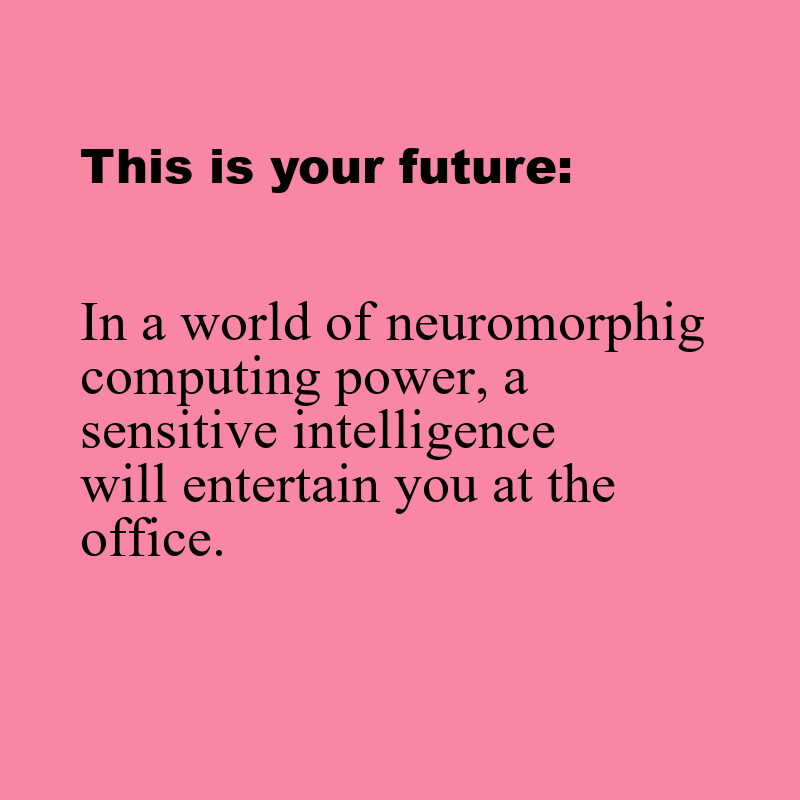 This is your future:
In a world of neuromorphig
computing power, a
sensitive intelligence
will entertain you at the
office.